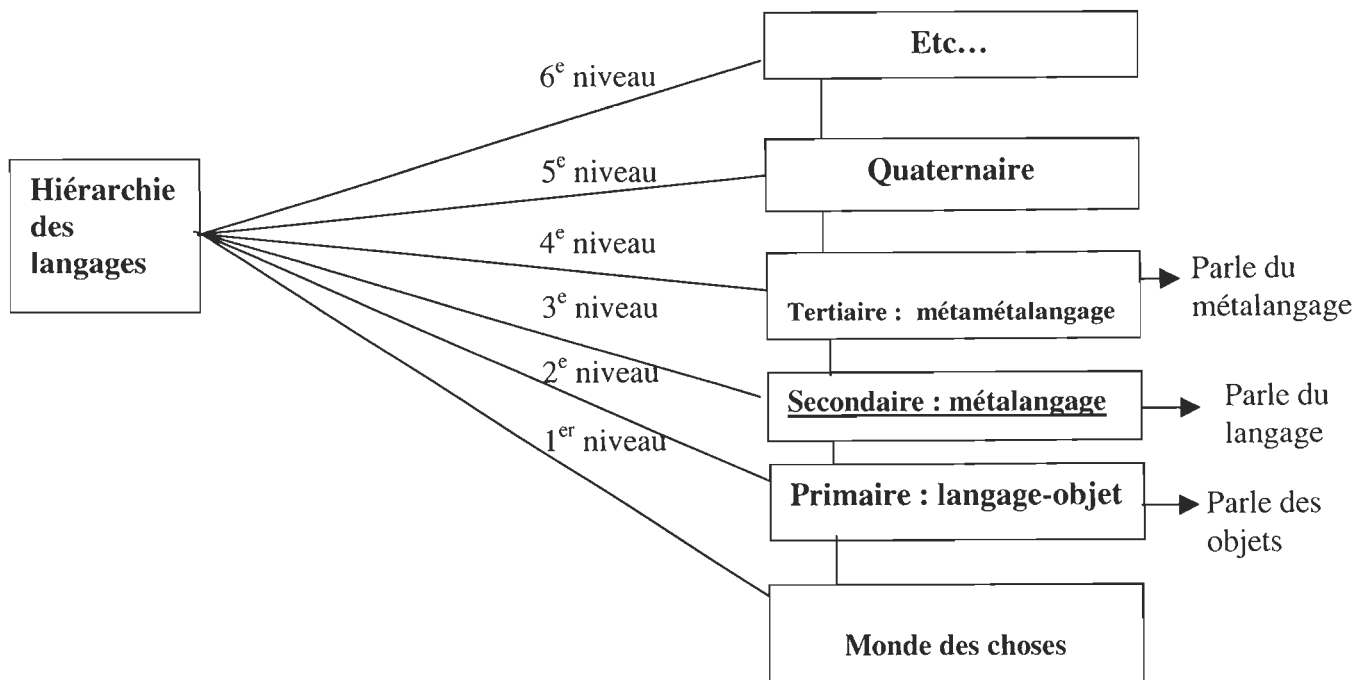 Etc…
6e niveau
Hiérarchie
des
langages
5e niveau
Quaternaire
4e niveau
Tertiaire : métamétalangage
Parle du
métalangage
3e niveau
Secondaire : métalangage
Parle du
langage
2e niveau
1er niveau
Primaire : langage-objet
Parle des
objets
Monde des choses